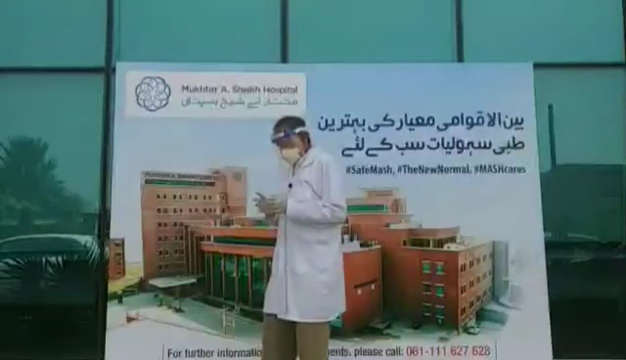 Mukhtar A. Sheikh Hospital
مختار اے شیخ ہسپتال
بین الاقوامی معیار کی بہترین
طبی سہولیات سب کے لئے
#SafeMash, #TheNewNormal, #MASHcares
For further information ments, please call: 061-111 627 628